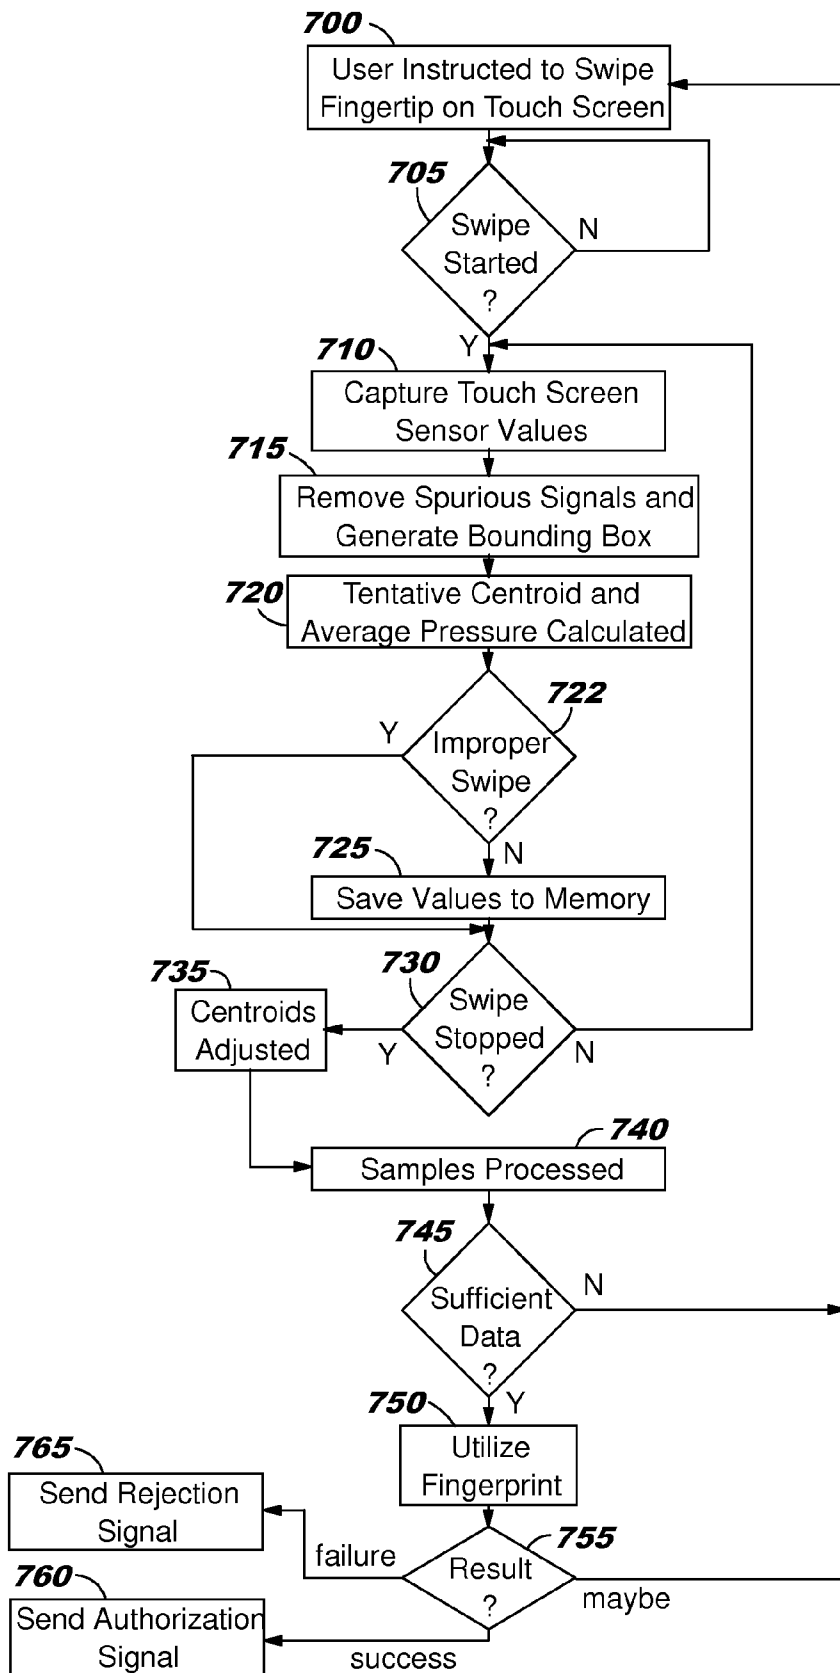 700
User Instructed to Swipe
Fingertip on Touch Screen
705
Swipe
Started
?
N
Y
710
Capture Touch Screen
Sensor Values
715
Remove Spurious Signals and
Generate Bounding Box
720
Tentative Centroid and
Average Pressure Calculated
722
Y
Improper
Swipe
?
N
725
Save Values to Memory
730
Swipe
Stopped
?
Y
N
735
Centroids
Adjusted
740
Samples Processed
745
Sufficient
Data
?
N
Y
750
Utilize
Fingerprint
755
Result
?
failure
maybe
success
765
Send Rejection
Signal
760
Send Authorization
Signal